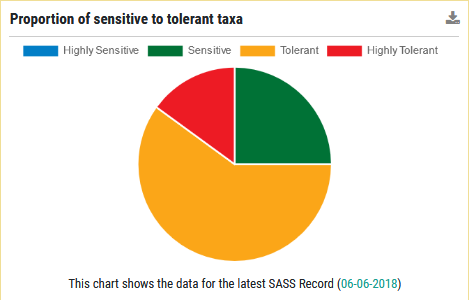 Proportion of sensitive to tolerant taxa
Highly Sensitive Sensitive Tolerant Highly Tolerant
This chart shows the data for the latest SASS Record (06-06-2018)